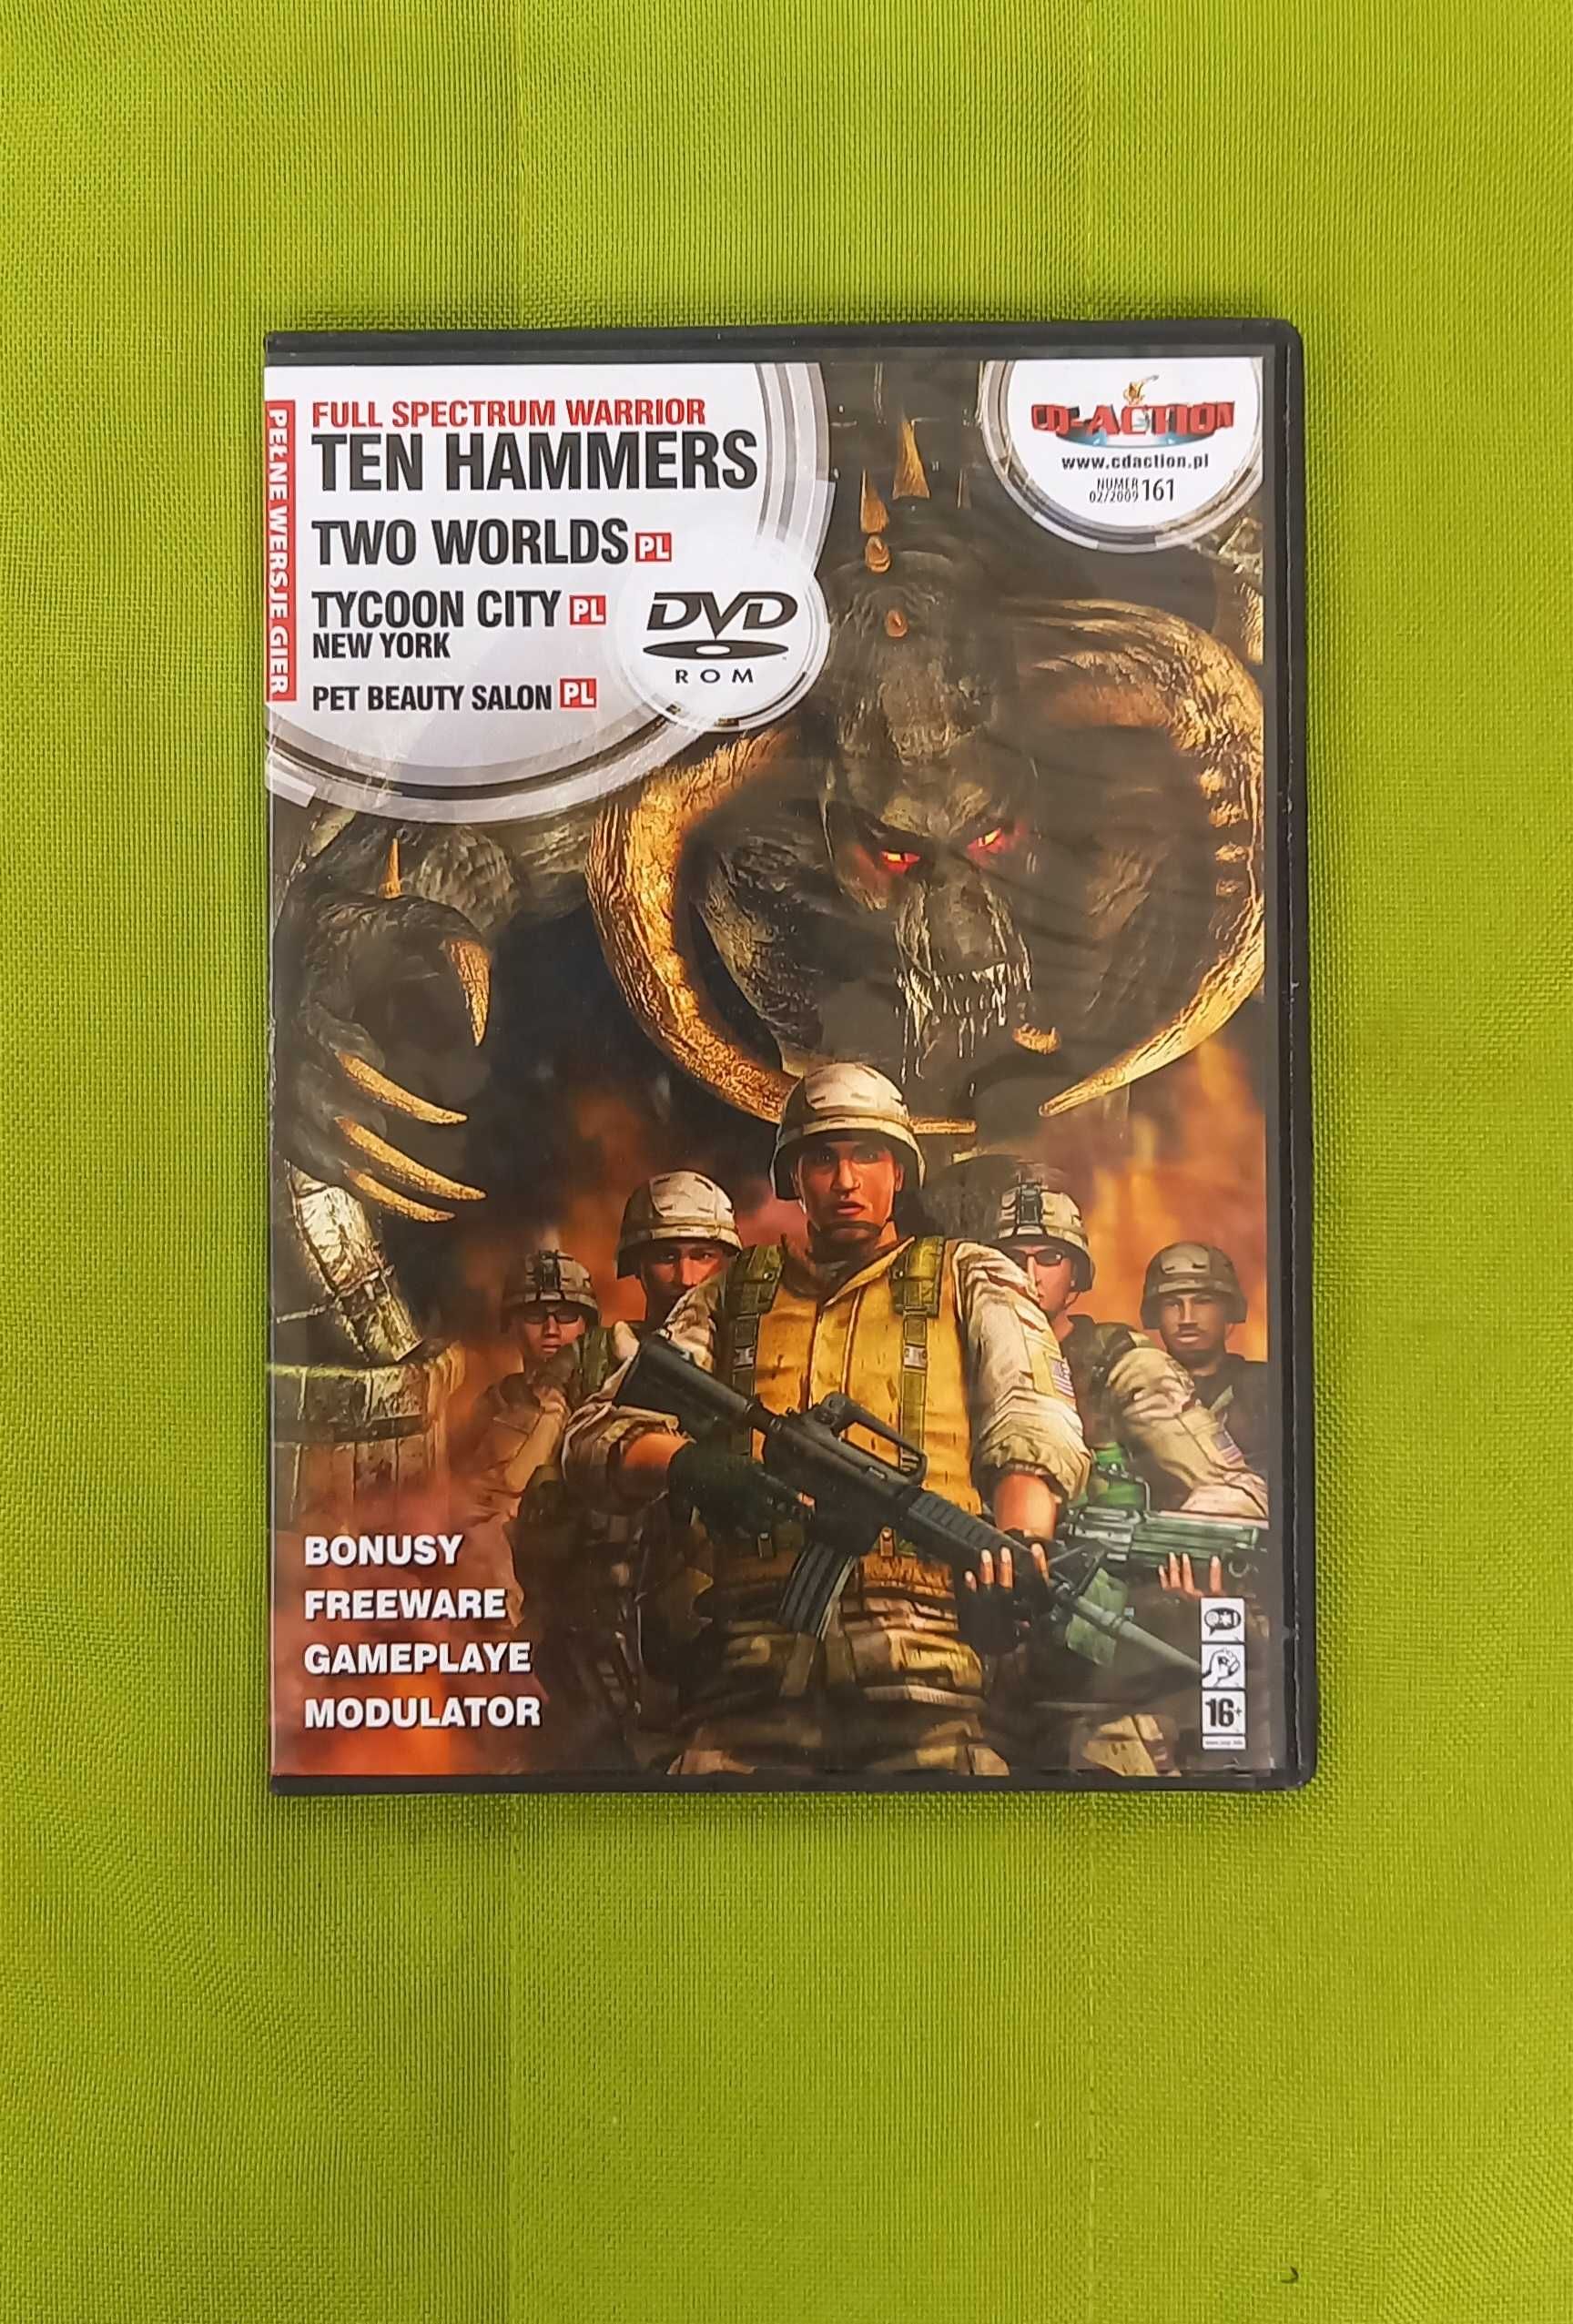 PEŁNE WERSJE GIER
FULL SPECTRUM WARRIOR
TEN HAMMERS
TWO WORLDS PL
TYCOON CITY PL
NEW YORK
PET BEAUTY SALON PL
DVD
ROM
CD-ACTION
www.cdaction.pl
NUMER
02/2009 161
BONUSY
FREEWARE
GAMEPLAYE
MODULATOR
16+